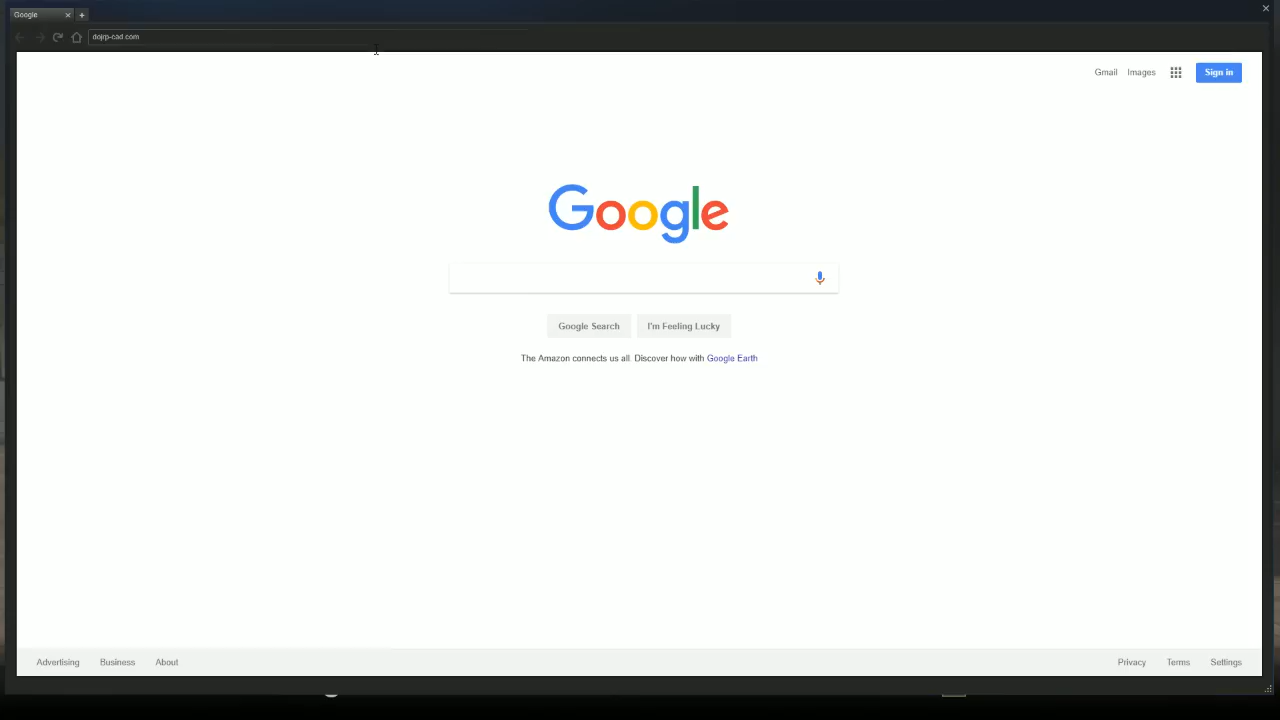 Google
dojrp-cad.com
Gmail Images Sign in
Google
Google Search I'm Feeling Lucky
The Amazon connects us all. Discover how with Google Earth
Advertising Business About Privacy Terms Settings